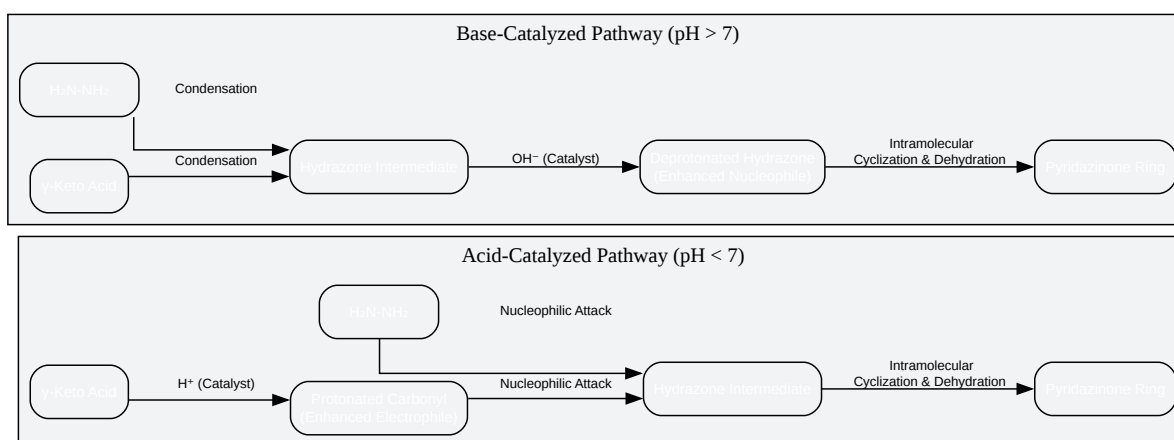 Base-Catalyzed Pathway (pH > 7)
H₂N-NH₂
Condensation
γ-Keto Acid
Condensation
Hydrazone Intermediate
OH⁻ (Catalyst)
Deprotonated Hydrazone
(Enhanced Nucleophile)
Intramolecular
Cyclization & Dehydration
Pyridazinone Ring
Acid-Catalyzed Pathway (pH < 7)
H₂N-NH₂
Nucleophilic Attack
γ-Keto Acid
H⁺ (Catalyst)
Protonated Carbonyl
(Enhanced Electrophile)
Nucleophilic Attack
Hydrazone Intermediate
Intramolecular
Cyclization & Dehydration
Pyridazinone Ring